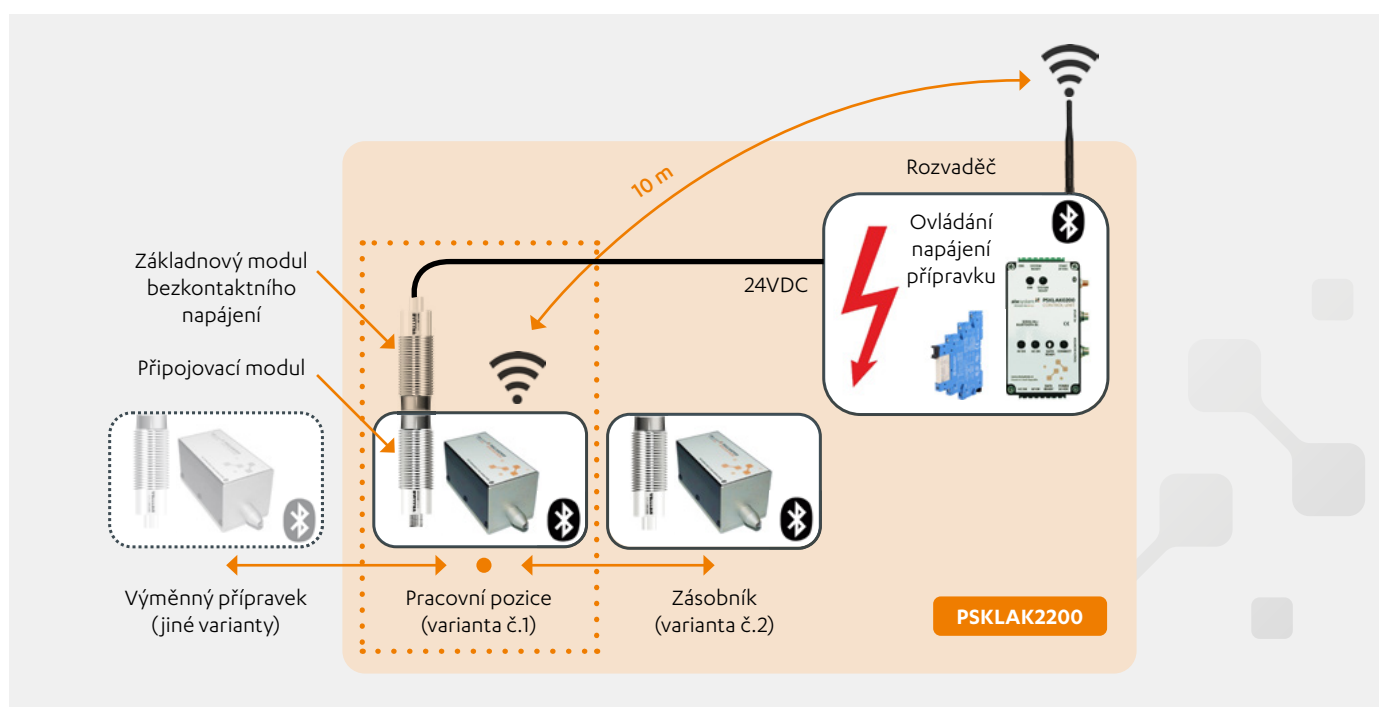 10 m
Rozvaděč
Ovládání
napájení
přípravku
24VDC
Základnový modul
bezkontaktního
napájení
Připojovací modul
Výměnný přípravek
(jiné varianty)
Pracovní pozice
(varianta č.1)
Zásobník
(varianta č.2)
PSKLAK2200